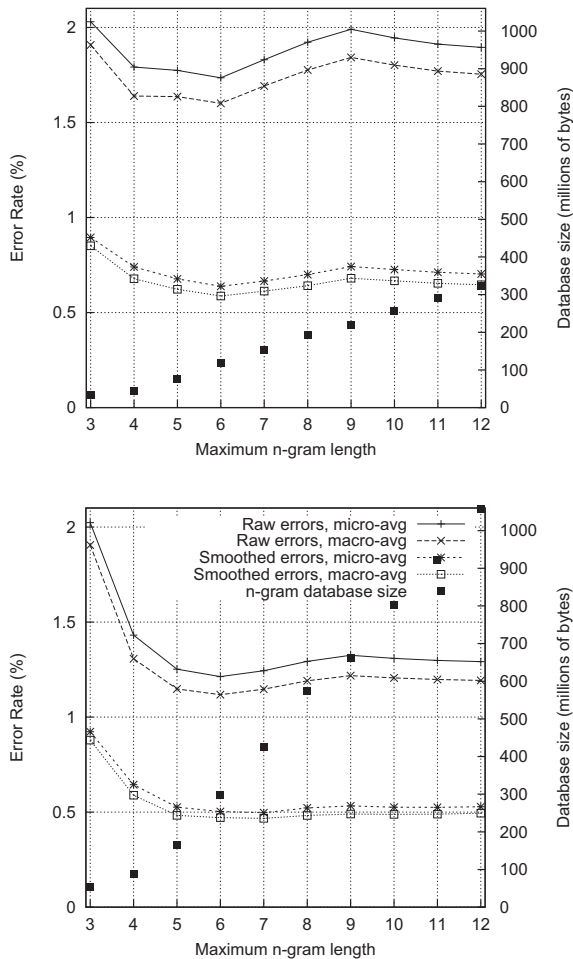 2
1.5
1
0.5
0
Error Rate (%)
1000
900
800
700
600
500
400
300
200
100
0
Database size (millions of bytes)
3 4 5 6 7 8 9 10 11 12
Maximum n-gram length
2
1.5
1
0.5
0
Error Rate (%)
Raw errors, micro-avg
Raw errors, macro-avg
Smoothed errors, micro-avg
Smoothed errors, macro-avg
n-gram database size
1000
900
800
700
600
500
400
300
200
100
0
Database size (millions of bytes)
3 4 5 6 7 8 9 10 11 12
Maximum n-gram length